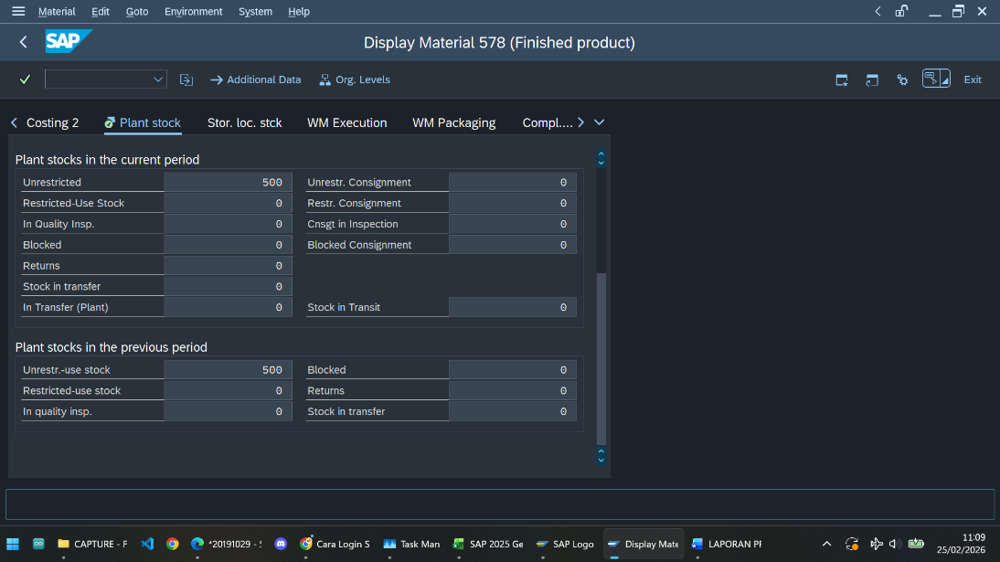 Material Edit Goto Environment System Help
SAP Display Material 578 (Finished product)
Additional Data Org. Levels Exit
Costing 2 Plant stock Stor. loc. stck WM Execution WM Packaging Compl....
Plant stocks in the current period
Unrestricted 500 Unrestr. Consignment 0
Restricted-Use Stock 0 Restr. Consignment 0
In Quality Insp. 0 Cnsgt in Inspection 0
Blocked 0 Blocked Consignment 0
Returns 0
Stock in transfer 0
In Transfer (Plant) 0 Stock in Transit 0
Plant stocks in the previous period
Unrestr.-use stock 500 Blocked 0
Restricted-use stock 0 Returns 0
In quality insp. 0 Stock in transfer 0
CAPTURE - F *20191029 - S Cara Login S Task Man SAP 2025 Ge SAP Logo Display Mate LAPORAN PF 11:09
25/02/2026